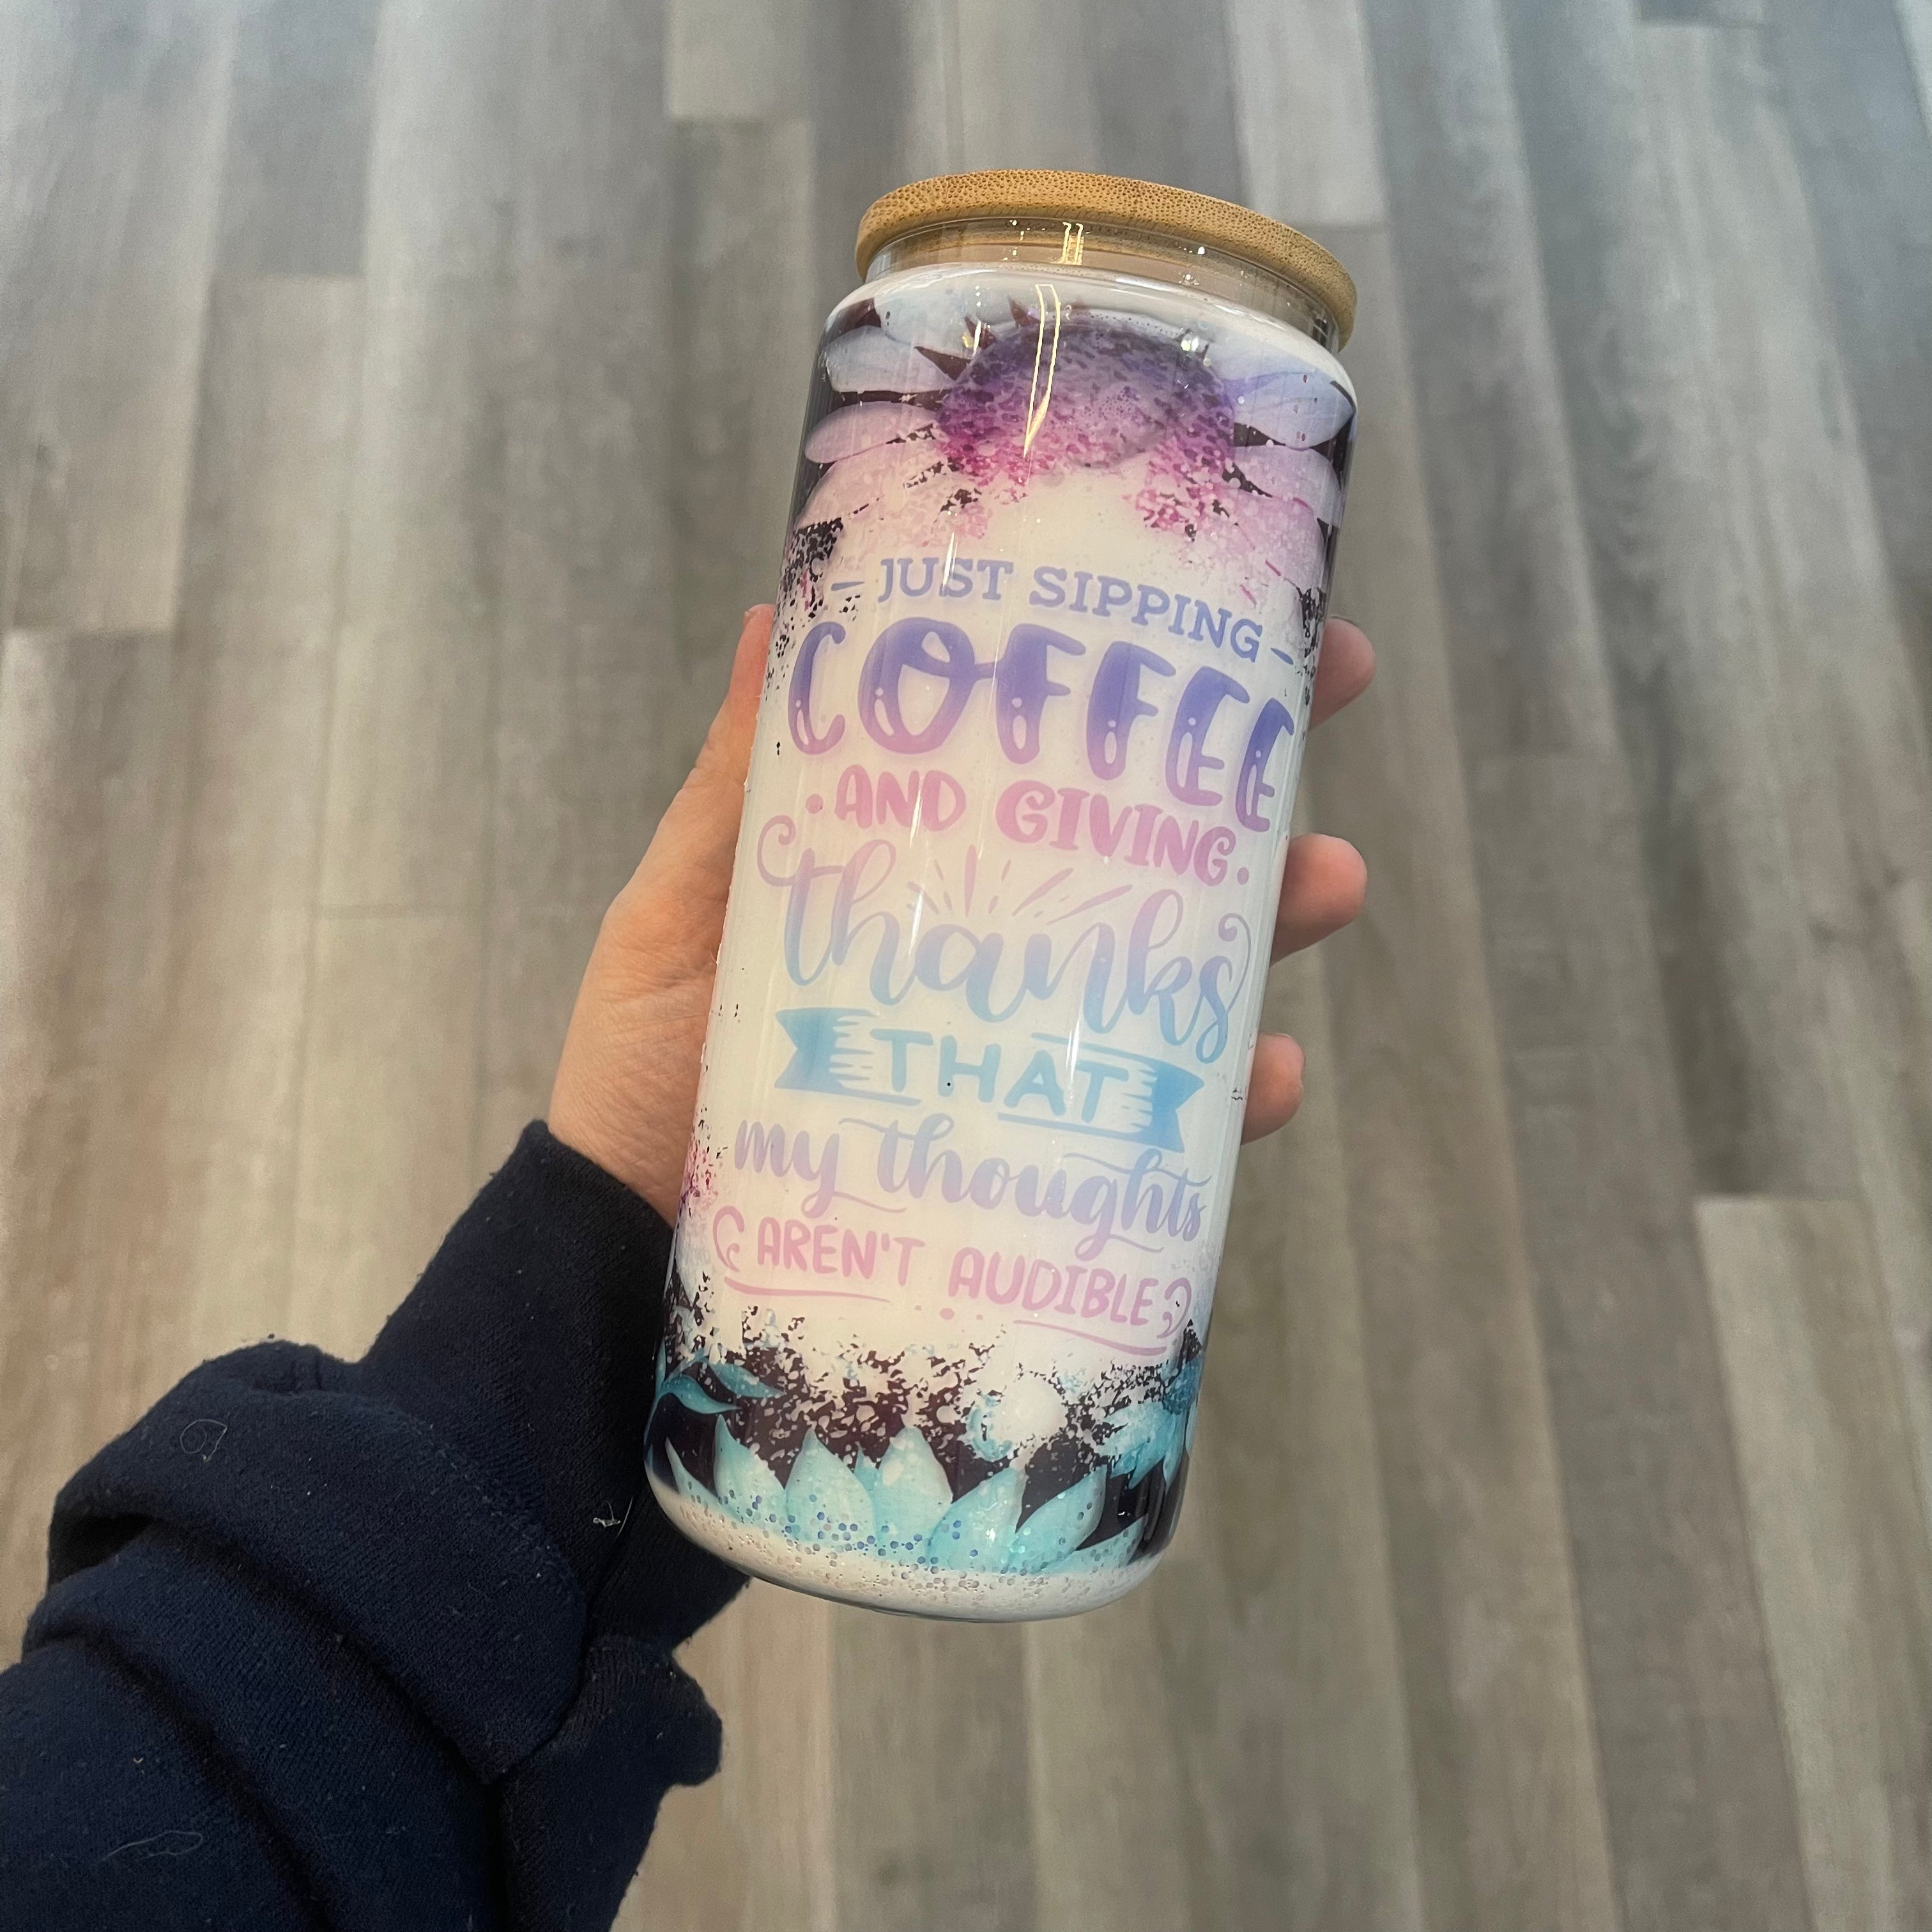 JUST SIPPING
COFFEE
AND GIVING
thanks
THAT
my thoughts
AREN'T AUDIBLE